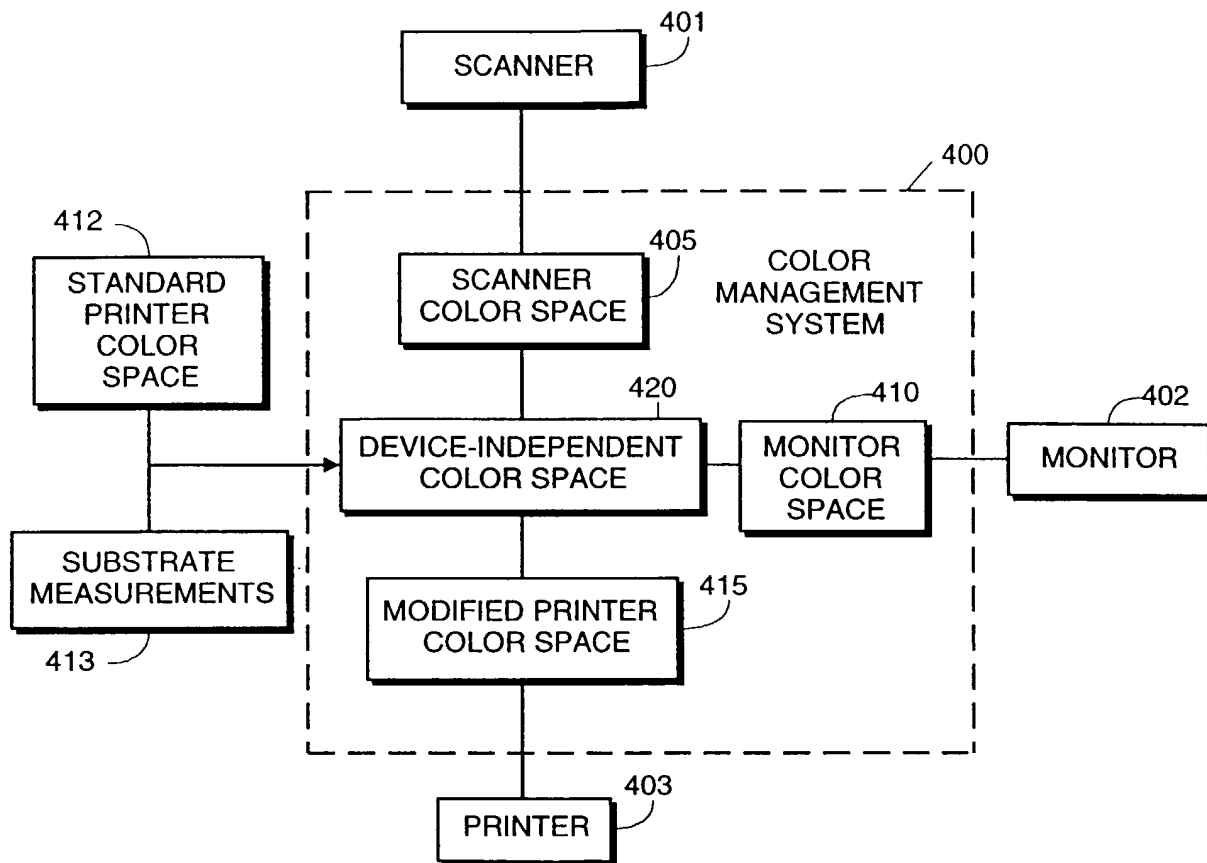 401
SCANNER
400
412
STANDARD
PRINTER
COLOR
SPACE
405
SCANNER
COLOR SPACE
COLOR
MANAGEMENT
SYSTEM
420
DEVICE-INDEPENDENT
COLOR SPACE
410
MONITOR
COLOR
SPACE
402
MONITOR
SUBSTRATE
MEASUREMENTS
413
MODIFIED PRINTER
COLOR SPACE
415
PRINTER
403